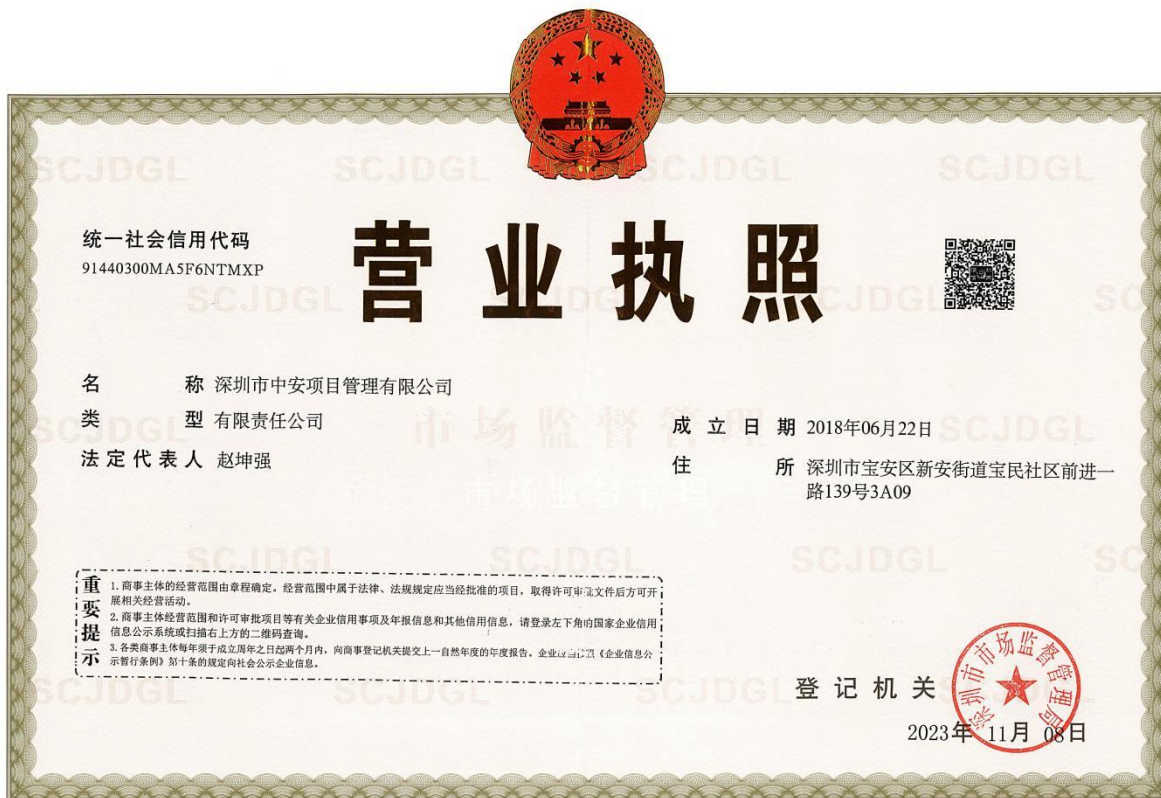 营业执照
统一社会信用代码
91440300MA5F6NTMXP
名称 深圳市中安项目管理有限公司
类型 有限责任公司
法定代表人 赵坤强
成立日期 2018年06月22日
住所 深圳市宝安区新安街道宝民社区前进一
路139号3A09
重要提示
1. 商事主体的经营范围由章程确定。经营范围中属于法律、法规规定应当经批准的项目，取得许可审批文件后方可开
展相关经营活动。
2. 商事主体经营范围和许可审批项目等有关企业信用事项及年报信息和其他信用信息，请登录左下角的国家企业信用
信息公示系统或扫描右上方的二维码查询。
3. 各类商事主体每年须于成立周年之日起两个月内，向商事登记机关提交上一自然年度的年度报告。企业应当按照《企业信息公
示暂行条例》第十条的规定向社会公示企业信息。
登记机关
深圳市市场监督管理局
2023年11月08日
SCJDGL
市场监督管理
市场监督管理